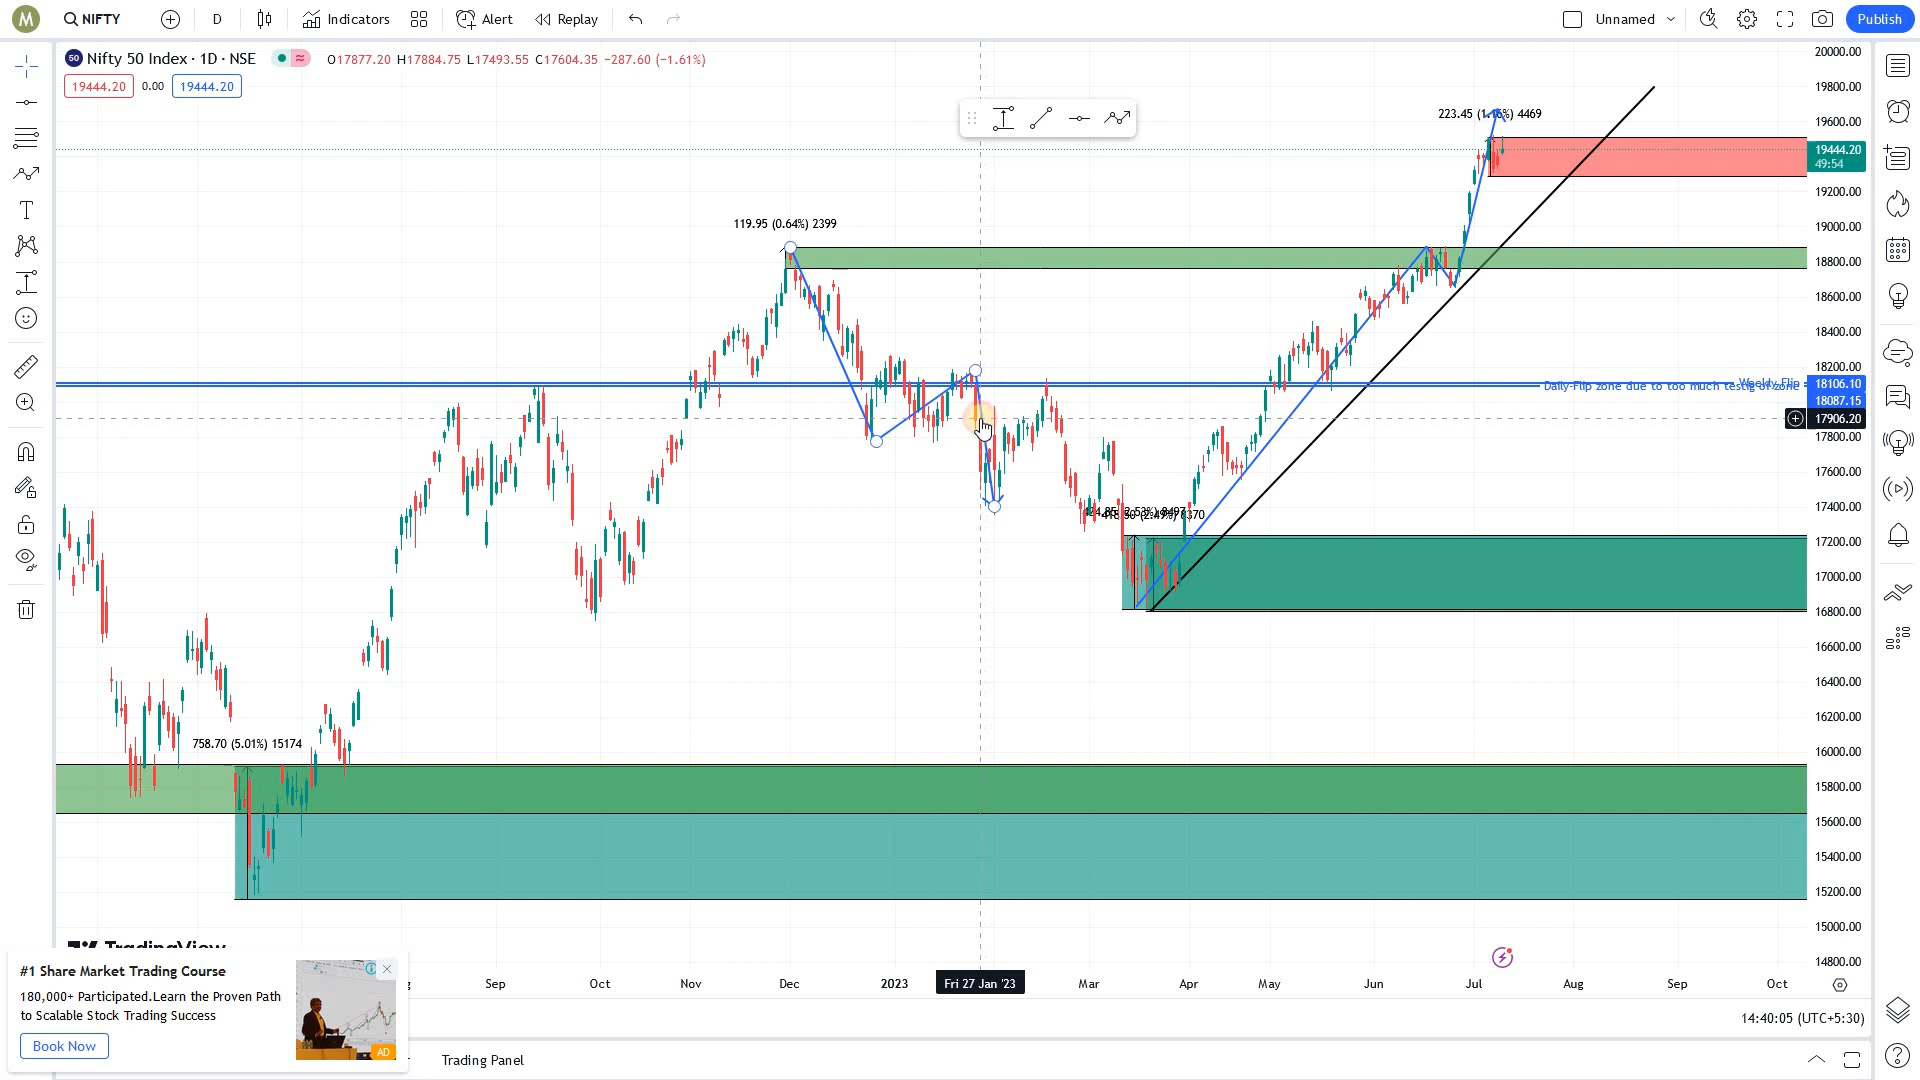 M
NIFTY
D
Indicators
Alert
Replay
Unnamed
Publish
50
Nifty 50 Index · 1D · NSE
O17877.20 H17884.75 L17493.55 C17604.35 −287.60 (−1.61%)
19444.20
0.00
19444.20
20000.00
19800.00
19600.00
19444.20
49:54
19200.00
19000.00
18800.00
18600.00
18400.00
18200.00
18106.10
18087.15
17906.20
17800.00
17600.00
17400.00
17200.00
17000.00
16800.00
16600.00
16400.00
16200.00
16000.00
15800.00
15600.00
15400.00
15200.00
15000.00
14800.00
223.45 (1.16%) 4469
119.95 (0.64%) 2399
Weekly Flip
Daily-Flip zone due to too much testig of zone
758.70 (5.01%) 15174
TradingView
Sep
Oct
Nov
Dec
2023
Fri 27 Jan '23
Mar
Apr
May
Jun
Jul
Aug
Sep
Oct
14:40:05 (UTC+5:30)
Trading Panel
#1 Share Market Trading Course
180,000+ Participated.Learn the Proven Path
to Scalable Stock Trading Success
Book Now
AD